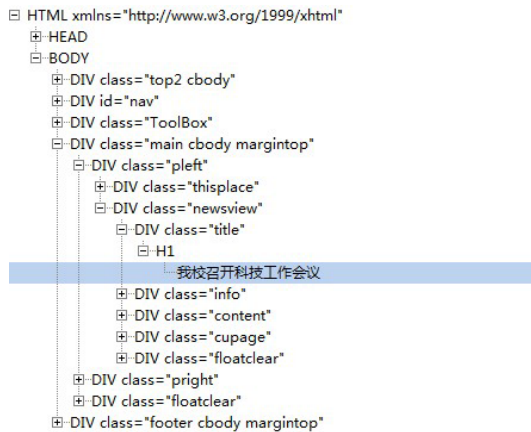 HTML xmlns="http://www.w3.org/1999/xhtml"
HEAD
BODY
DIV class="top2 cbody"
DIV id="nav"
DIV class="ToolBox"
DIV class="main cbody margintop"
DIV class="pleft"
DIV class="thisplace"
DIV class="newsview"
DIV class="title"
H1
我校召开科技工作会议
DIV class="info"
DIV class="content"
DIV class="cupage"
DIV class="floatclear"
DIV class="pright"
DIV class="floatclear"
DIV class="footer cbody margintop"